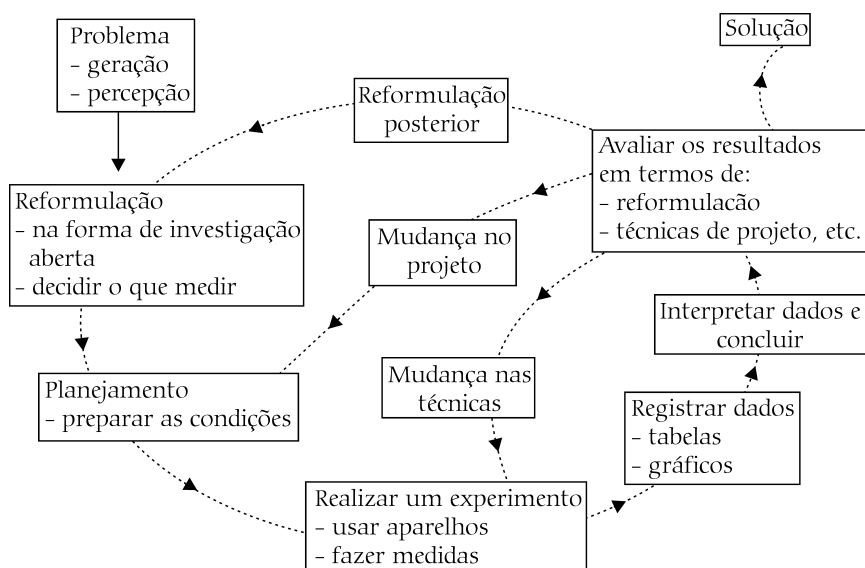 Problema
- geração
- percepção
Solução
Reformulação
posterior
Avaliar os resultados
em termos de:
- reformulacão
- técnicas de projeto, etc.
Reformulação
- na forma de investigação
aberta
- decidir o que medir
Mudança no
projeto
Interpretar dados e
concluir
Planejamento
- preparar as condições
Mudança nas
técnicas
Registrar dados
- tabelas
- gráficos
Realizar um experimento
- usar aparelhos
- fazer medidas